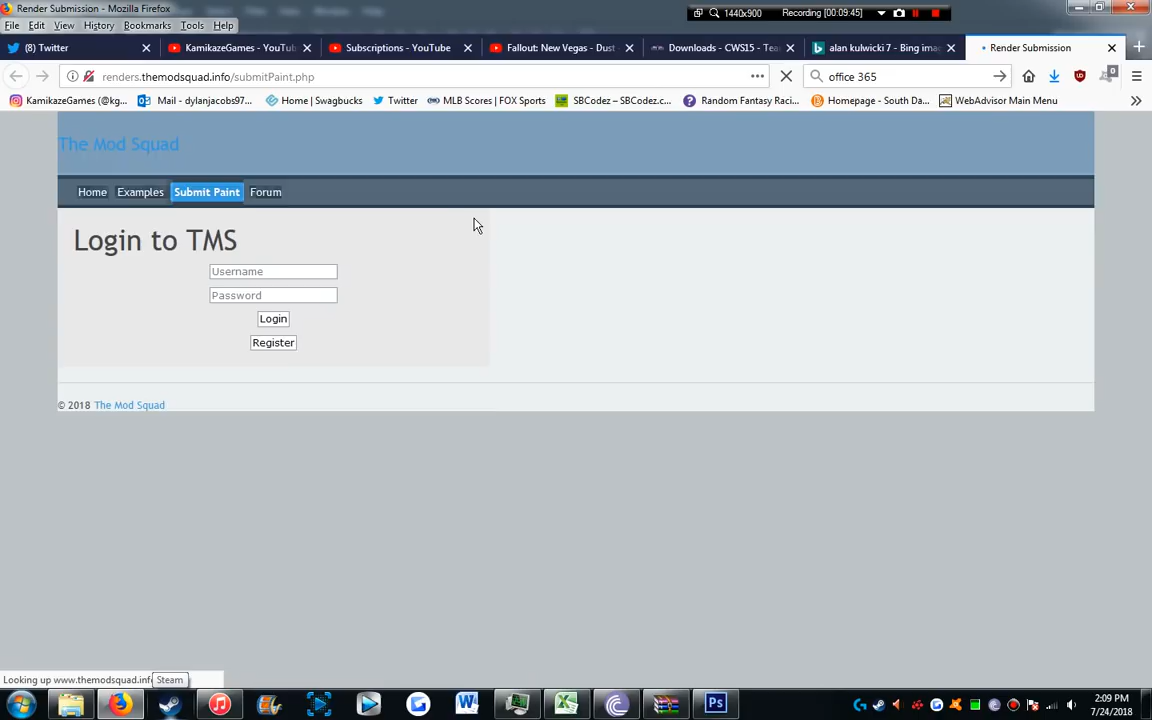 Render Submission - Mozilla Firefox
Recording [00:09:45]
1440x900
File Edit View History Bookmarks Tools Help
(8) Twitter
KamikazeGames - YouTub
Subscriptions - YouTube
Fallout: New Vegas - Dust
Downloads - CWS15 - Tea
alan kulwicki 7 - Bing ima
Render Submission
renders.themodsquad.info/submitPaint.php
office 365
0
KamikazeGames (@kg...
Mail - dylanjacobs97...
Home | Swagbucks
Twitter
MLB Scores | FOX Sports
SBCodez – SBCodez.c...
Random Fantasy Raci...
Homepage - South Da...
WebAdvisor Main Menu
The Mod Squad
Home Examples Submit Paint Forum
Login to TMS
Username
Password
Login
Register
© 2018 The Mod Squad
Looking up www.themodsquad.inf
Steam
2:09 PM
7/24/2018